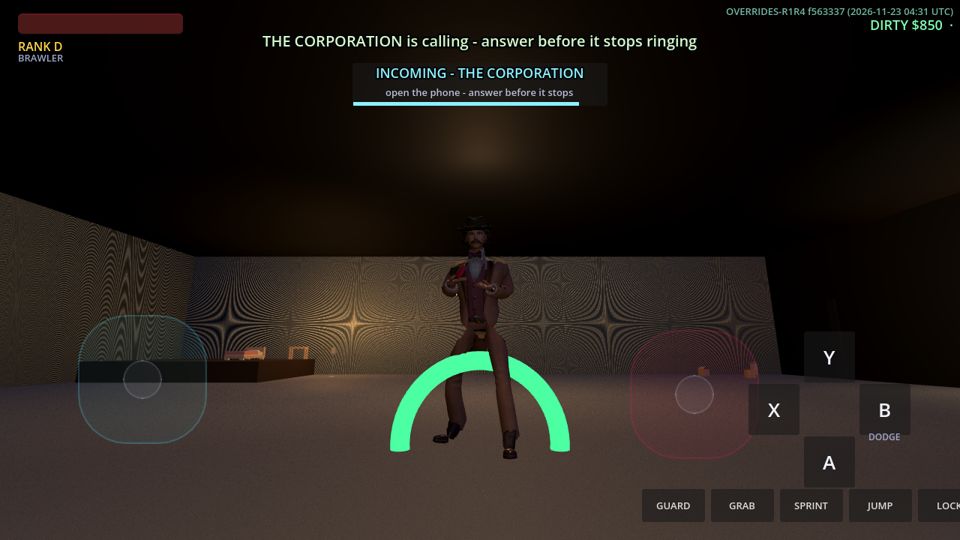 OVERRIDES-R1R4 f563337 (2026-11-23 04:31 UTC)
DIRTY $850 ·
RANK D
BRAWLER
THE CORPORATION is calling - answer before it stops ringing
INCOMING - THE CORPORATION
open the phone - answer before it stops
Y
X
B
DODGE
A
GUARD
GRAB
SPRINT
JUMP
LOCK